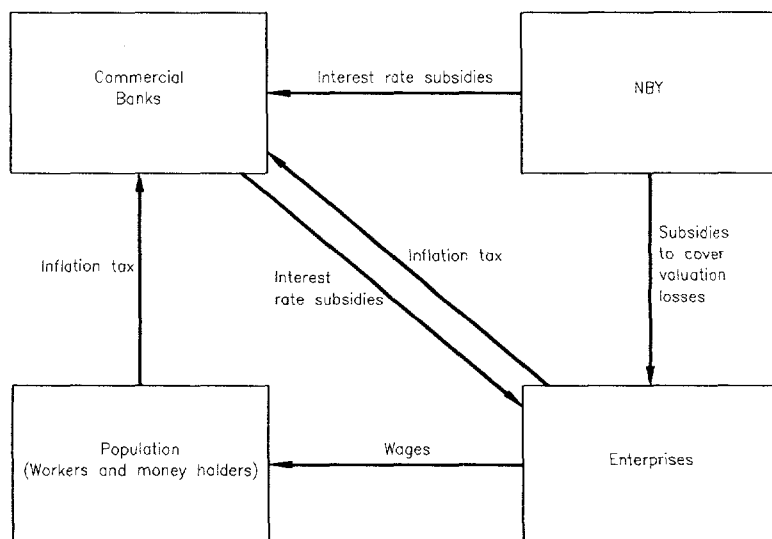 Commercial
Banks
Interest rate subsidies
NBY
Inflation tax
Interest
rate subsidies
Inflation tax
Subsidies
to cover
valuation
losses
Population
(Workers and money holders)
Wages
Enterprises